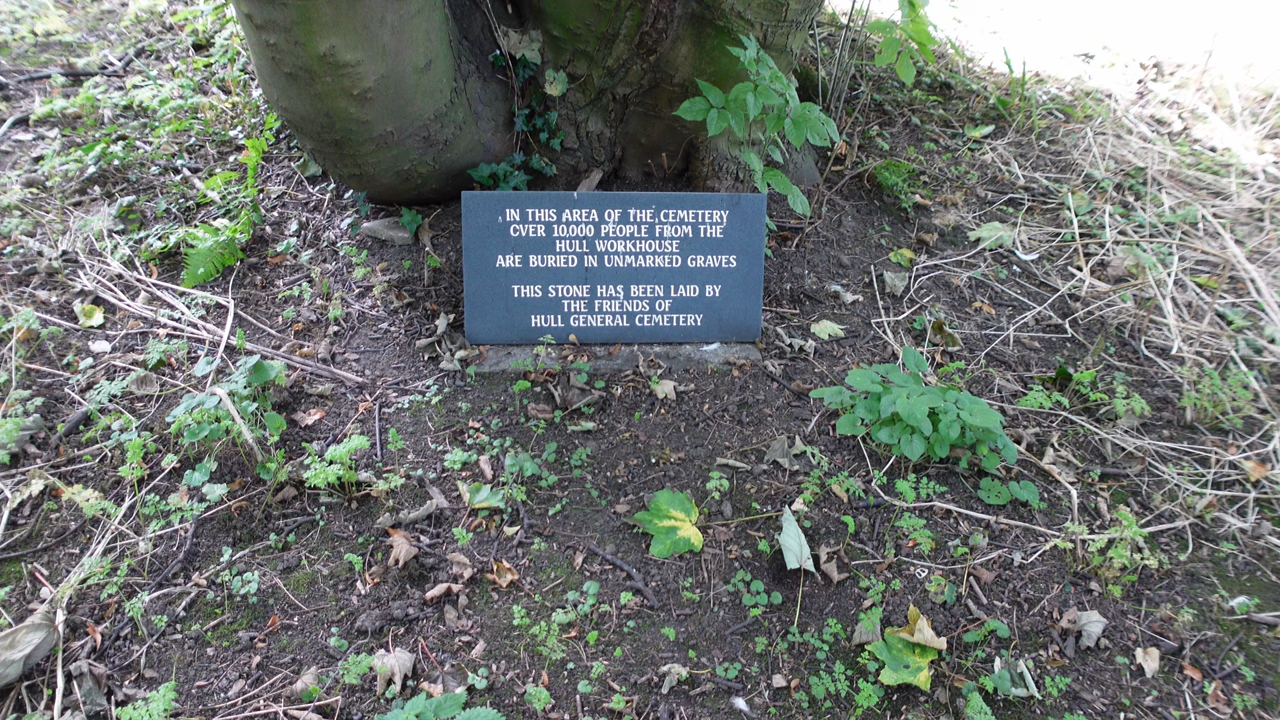 IN THIS AREA OF THE CEMETERY
OVER 10,000 PEOPLE FROM THE
HULL WORKHOUSE
ARE BURIED IN UNMARKED GRAVES
THIS STONE HAS BEEN LAID BY
THE FRIENDS OF
HULL GENERAL CEMETERY